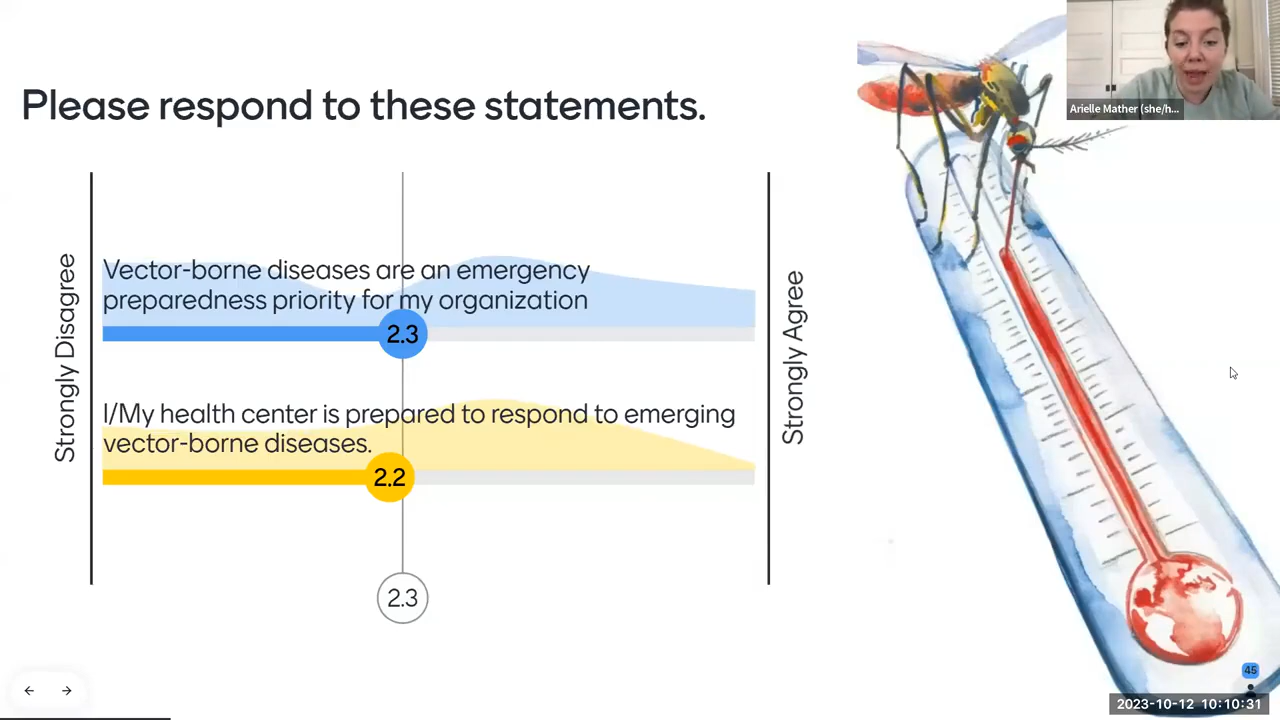 Please respond to these statements.
Strongly Disagree
Vector-borne diseases are an emergency
preparedness priority for my organization
2.3
I/My health center is prepared to respond to emerging
vector-borne diseases.
2.2
2.3
Strongly Agree
Arielle Mather (she/h...
45
2023-10-12 10:10:31